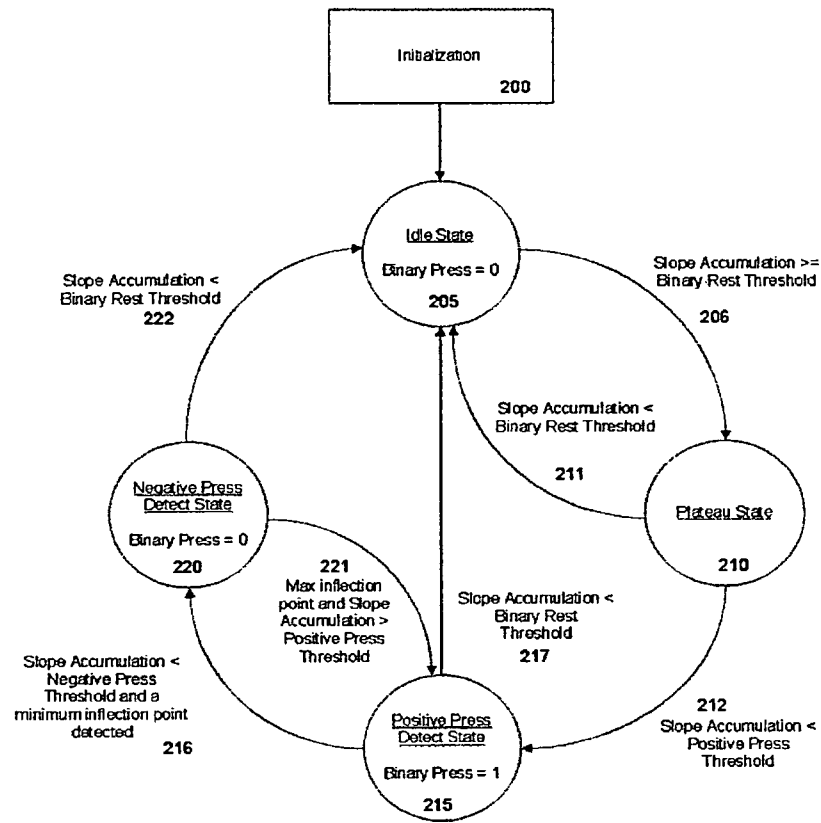 Initialization
200
Idle State
Binary Press = 0
205
Slope Accumulation <
Binary Rest Threshold
222
Slope Accumulation >=
Binary Rest Threshold
206
Slope Accumulation <
Binary Rest Threshold
211
Negative Press
Detect State
Binary Press = 0
220
Plateau State
210
221
Max inflection
point and Slope
Accumulation >
Positive Press
Threshold
Slope Accumulation <
Binary Rest
Threshold
217
Slope Accumulation <
Negative Press
Threshold and a
minimum inflection point
detected
216
Positive Press
Detect State
Binary Press = 1
215
212
Slope Accumulation <
Positive Press
Threshold